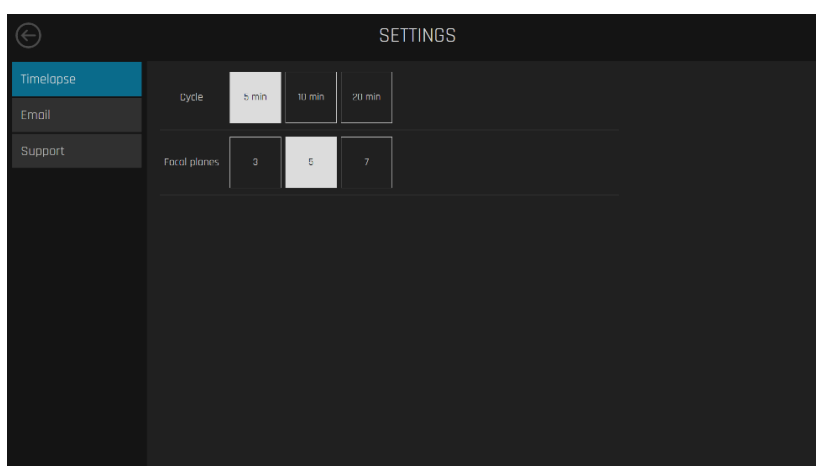 SETTINGS
Timelapse
Email
Support
Cycle 5 min 10 min 20 min
Focal planes 3 5 7